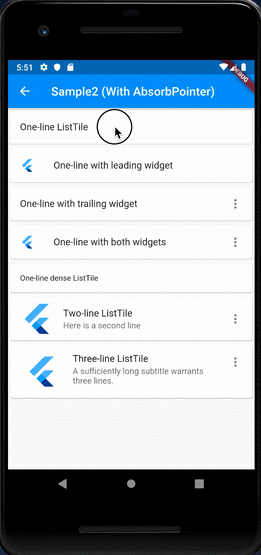 5:51
DEBUG
Sample2 (With AbsorbPointer)
One-line ListTile
One-line with leading widget
One-line with trailing widget
One-line with both widgets
One-line dense ListTile
Two-line ListTile
Here is a second line
Three-line ListTile
A sufficiently long subtitle warrants
three lines.